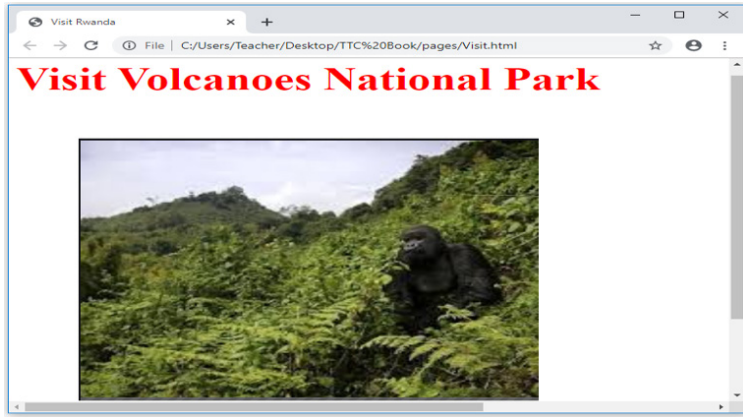 Visit Rwanda
File | C:/Users/Teacher/Desktop/TTC%20Book/pages/Visit.html
Visit Volcanoes National Park